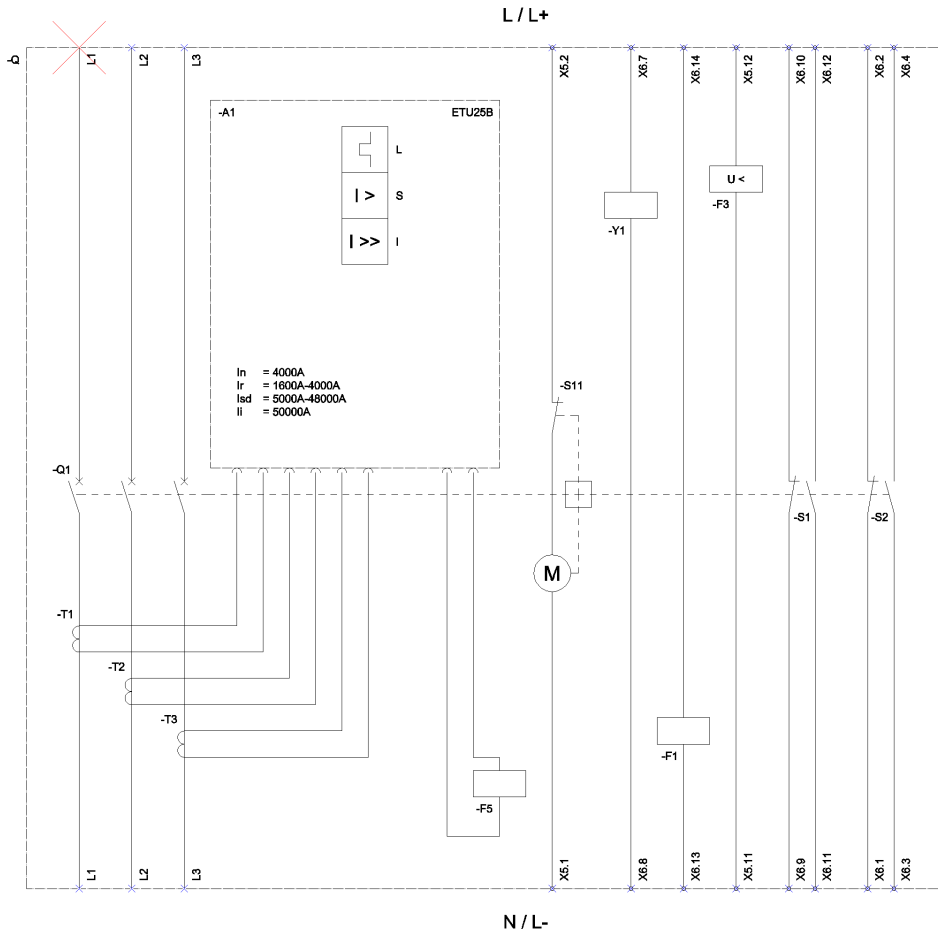 L / L+
-Q
L1
L2
L3
X5.2
X6.7
X6.14
X5.12
X6.10
X6.12
X6.2
X6.4
-A1
ETU25B
L
I >
S
I >>
I
U <
-F3
-Y1
In = 4000A
Ir = 1600A-4000A
Isd = 5000A-48000A
Ii = 50000A
-S11
-Q1
-S1
-S2
M
-T1
-T2
-T3
-F1
-F5
L1
L2
L3
X5.1
X6.8
X6.13
X5.11
X6.9
X6.11
X6.1
X6.3
N / L-